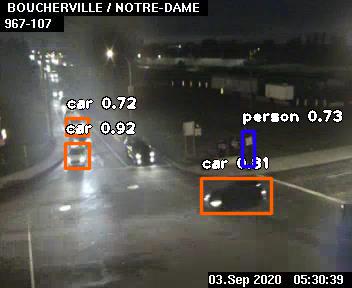 BOUCHERVILLE / NOTRE-DAME
967-107
car 0.72
car 0.92
person 0.73
car 0.81
03.Sep 2020 05:30:39